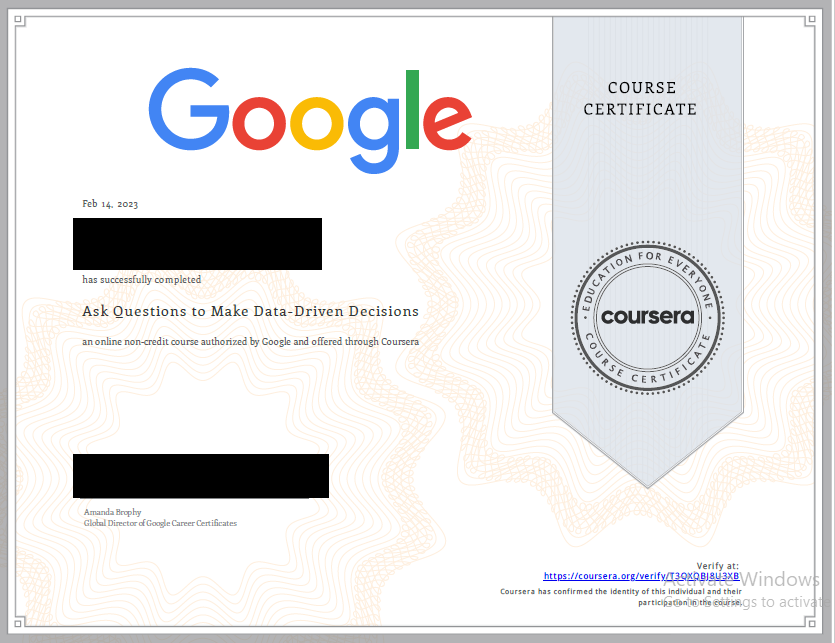 Google
COURSE
CERTIFICATE
Feb 14, 2023
has successfully completed
Ask Questions to Make Data-Driven Decisions
an online non-credit course authorized by Google and offered through Coursera
EDUCATION FOR EVERYONE
coursera
COURSE CERTIFICATE
Amanda Brophy
Global Director of Google Career Certificates
Verify at:
https://coursera.org/verify/T3QXQBJ8U3XB
Activate Windows
Coursera has confirmed the identity of this individual and their
participation in the course.
Go to Settings to activate